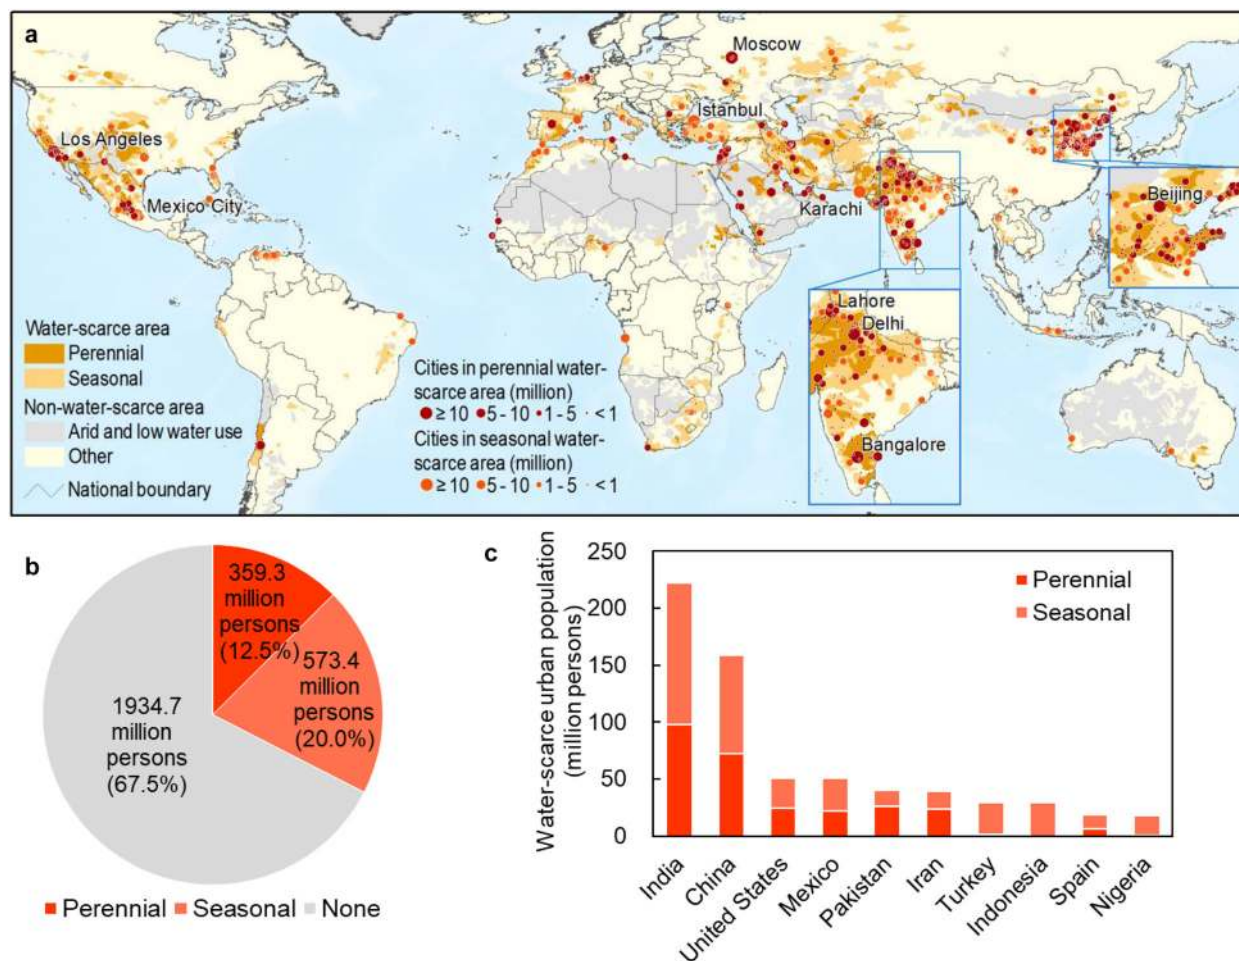 a
Moscow
Istanbul
Los Angeles
Mexico City
Karachi
Beijing
Lahore
Delhi
Bangalore
Water-scarce area
Perennial
Seasonal
Non-water-scarce area
Arid and low water use
Other
National boundary
Cities in perennial water-
scarce area (million)
≥ 10 5 - 10 1 - 5 < 1
Cities in seasonal water-
scarce area (million)
≥ 10 5 - 10 1 - 5 < 1
b
359.3
million
persons
(12.5%)
573.4
million
persons
(20.0%)
1934.7
million
persons
(67.5%)
Perennial Seasonal None
c
Water-scarce urban population
(million persons)
250
200
150
100
50
0
Perennial
Seasonal
India
China
United States
Mexico
Pakistan
Iran
Turkey
Indonesia
Spain
Nigeria